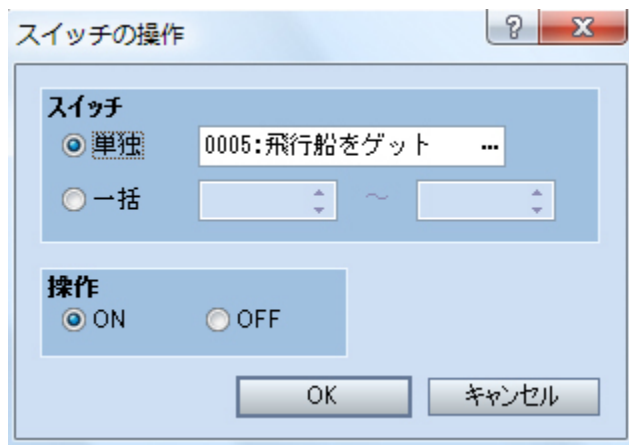 スイッチの操作
スイッチ
単独 0005:飛行船をゲット ...
一括 ~
操作
ON OFF
OK キャンセル